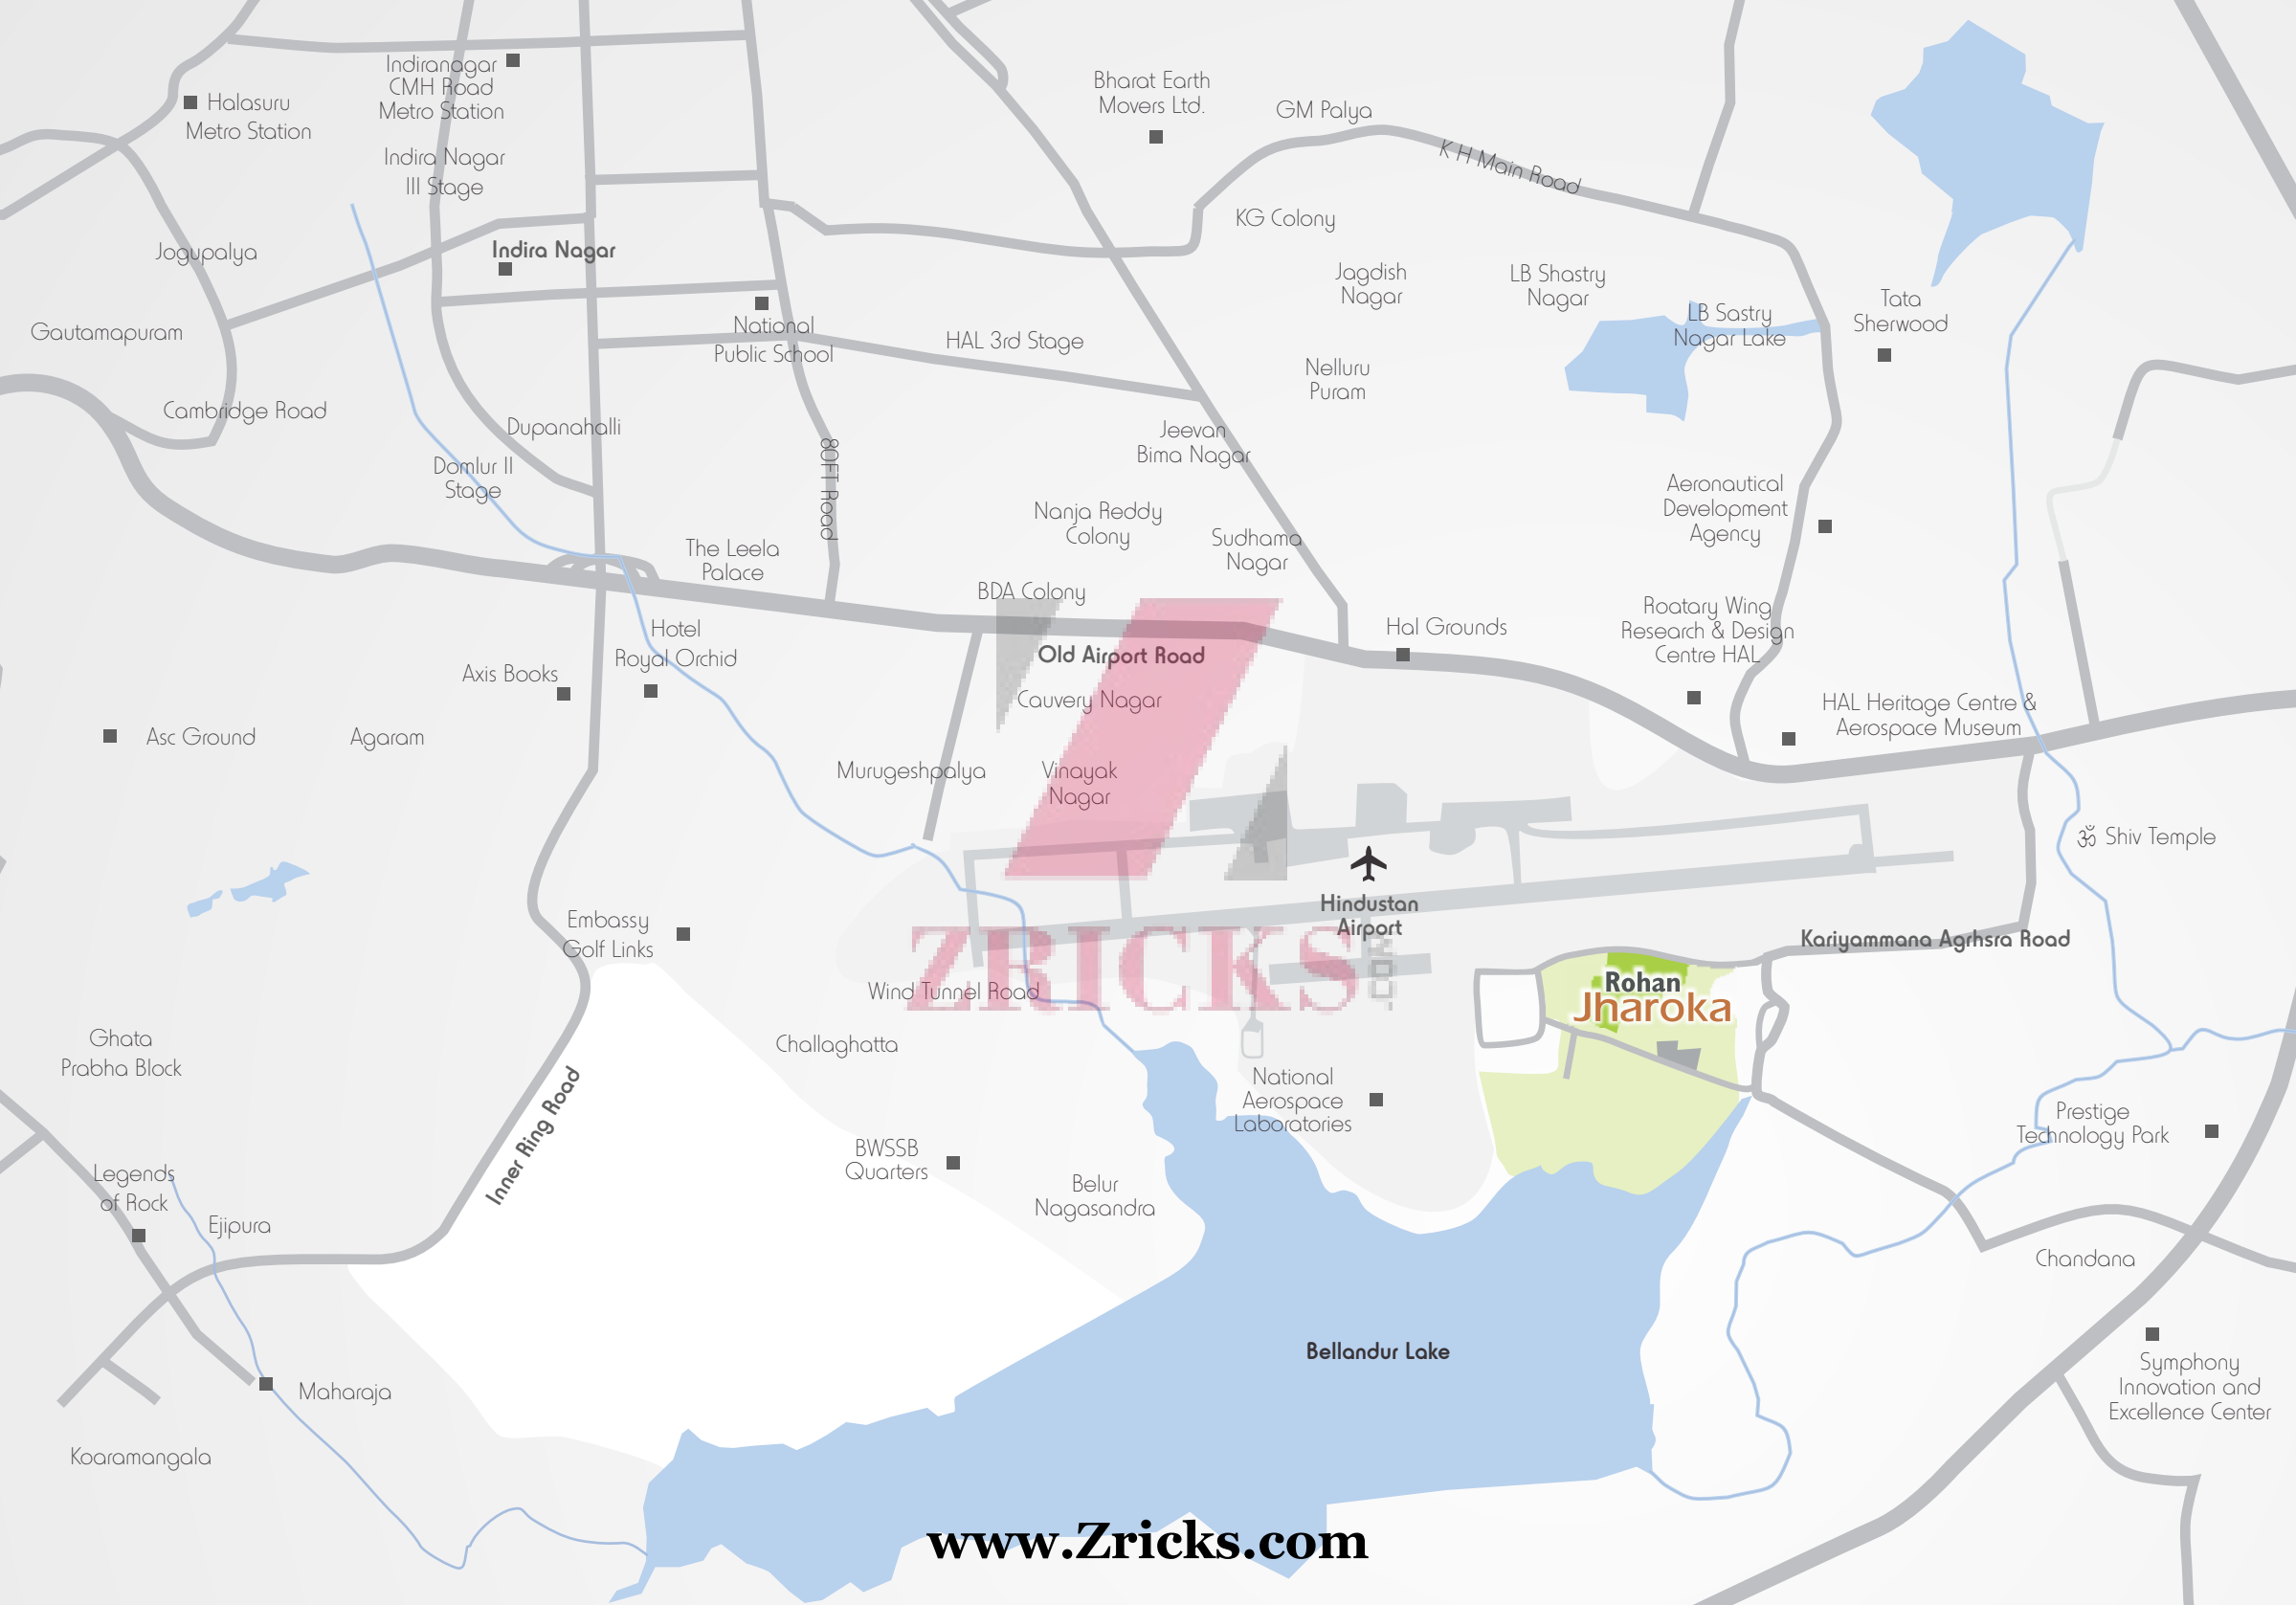 Indiranagar
CMH Road
Metro Station
Halasuru
Metro Station
Bharat Earth
Movers Ltd.
GM Palya
K H Main Road
Indira Nagar
III Stage
KG Colony
Jogupalya
Indira Nagar
Jagdish
Nagar
LB Shastry
Nagar
LB Sastry
Nagar Lake
Tata
Sherwood
Gautamapuram
National
Public School
HAL 3rd Stage
Nelluru
Puram
Cambridge Road
Dupanahalli
80FT Road
Jeevan
Bima Nagar
Domlur II
Stage
Aeronautical
Development
Agency
Nanja Reddy
Colony
Sudhama
Nagar
The Leela
Palace
BDA Colony
Roatary Wing
Research & Design
Centre HAL
Hotel
Royal Orchid
Hal Grounds
Old Airport Road
Axis Books
Cauvery Nagar
HAL Heritage Centre &
Aerospace Museum
Asc Ground
Agaram
Murugeshpalya
Vinayak
Nagar
ॐ Shiv Temple
Hindustan
Airport
Embassy
Golf Links
Kariyammana Agrhsra Road
ZRICKS
.COM
Rohan
Jharoka
Wind Tunnel Road
Ghata
Prabha Block
Challaghatta
Inner Ring Road
National
Aerospace
Laboratories
Prestige
Technology Park
BWSSB
Quarters
Legends
of Rock
Belur
Nagasandra
Ejipura
Chandana
Bellandur Lake
Symphony
Innovation and
Excellence Center
Maharaja
Koaramangala
www.Zricks.com